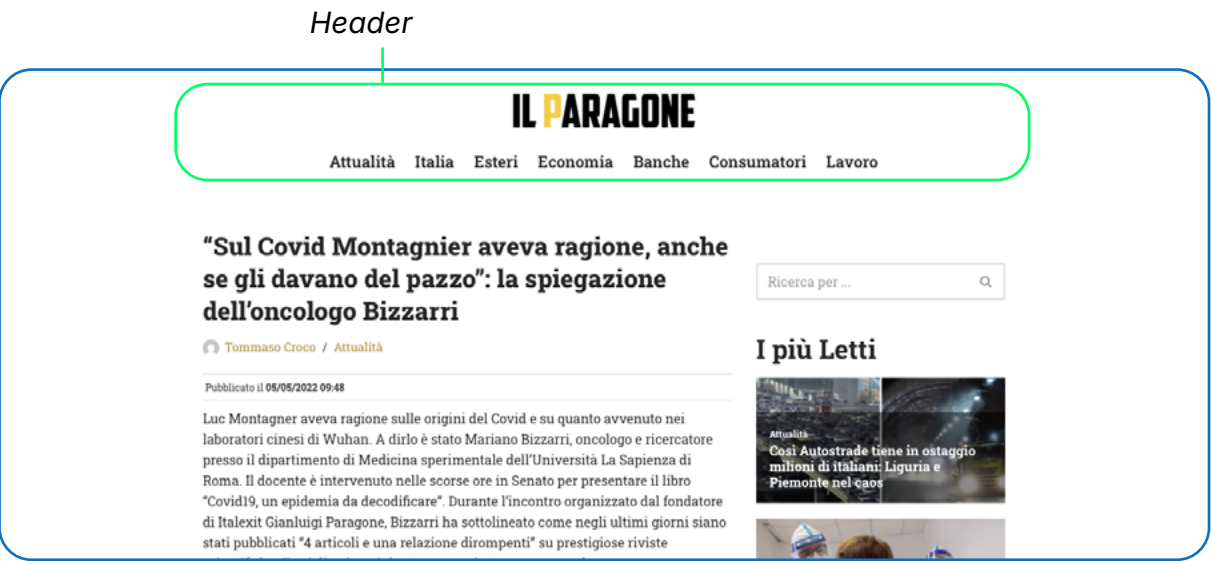 Header
IL PARAGONE
Attualità Italia Esteri Economia Banche Consumatori Lavoro
“Sul Covid Montagnier aveva ragione, anche
se gli davano del pazzo”: la spiegazione
dell’oncologo Bizzarri
Tommaso Croco / Attualità
Pubblicato il 05/05/2022 09:48
Luc Montagner aveva ragione sulle origini del Covid e su quanto avvenuto nei
laboratori cinesi di Wuhan. A dirlo è stato Mariano Bizzarri, oncologo e ricercatore
presso il dipartimento di Medicina sperimentale dell’Università La Sapienza di
Roma. Il docente è intervenuto nelle scorse ore in Senato per presentare il libro
“Covid19, un epidemia da decodificare”. Durante l’incontro organizzato dal fondatore
di Italexit Gianluigi Paragone, Bizzarri ha sottolineato come negli ultimi giorni siano
stati pubblicati “4 articoli e una relazione dirompenti” su prestigiose riviste
Ricerca per ...
I più Letti
Attualità
Così Autostrade tiene in ostaggio
milioni di italiani: Liguria e
Piemonte nel caos